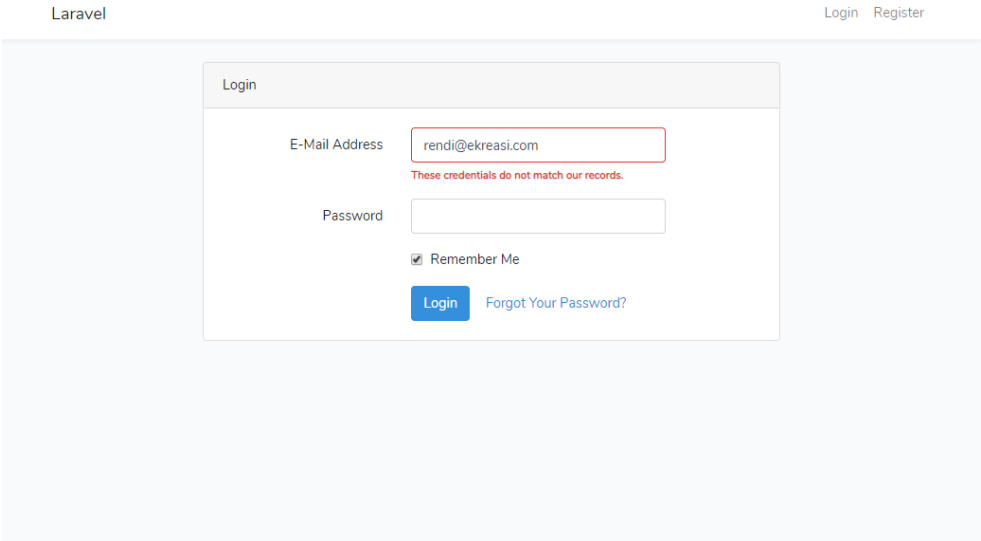 Laravel
Login Register
Login
E-Mail Address
rendi@ekreasi.com
These credentials do not match our records.
Password
Remember Me
Login Forgot Your Password?